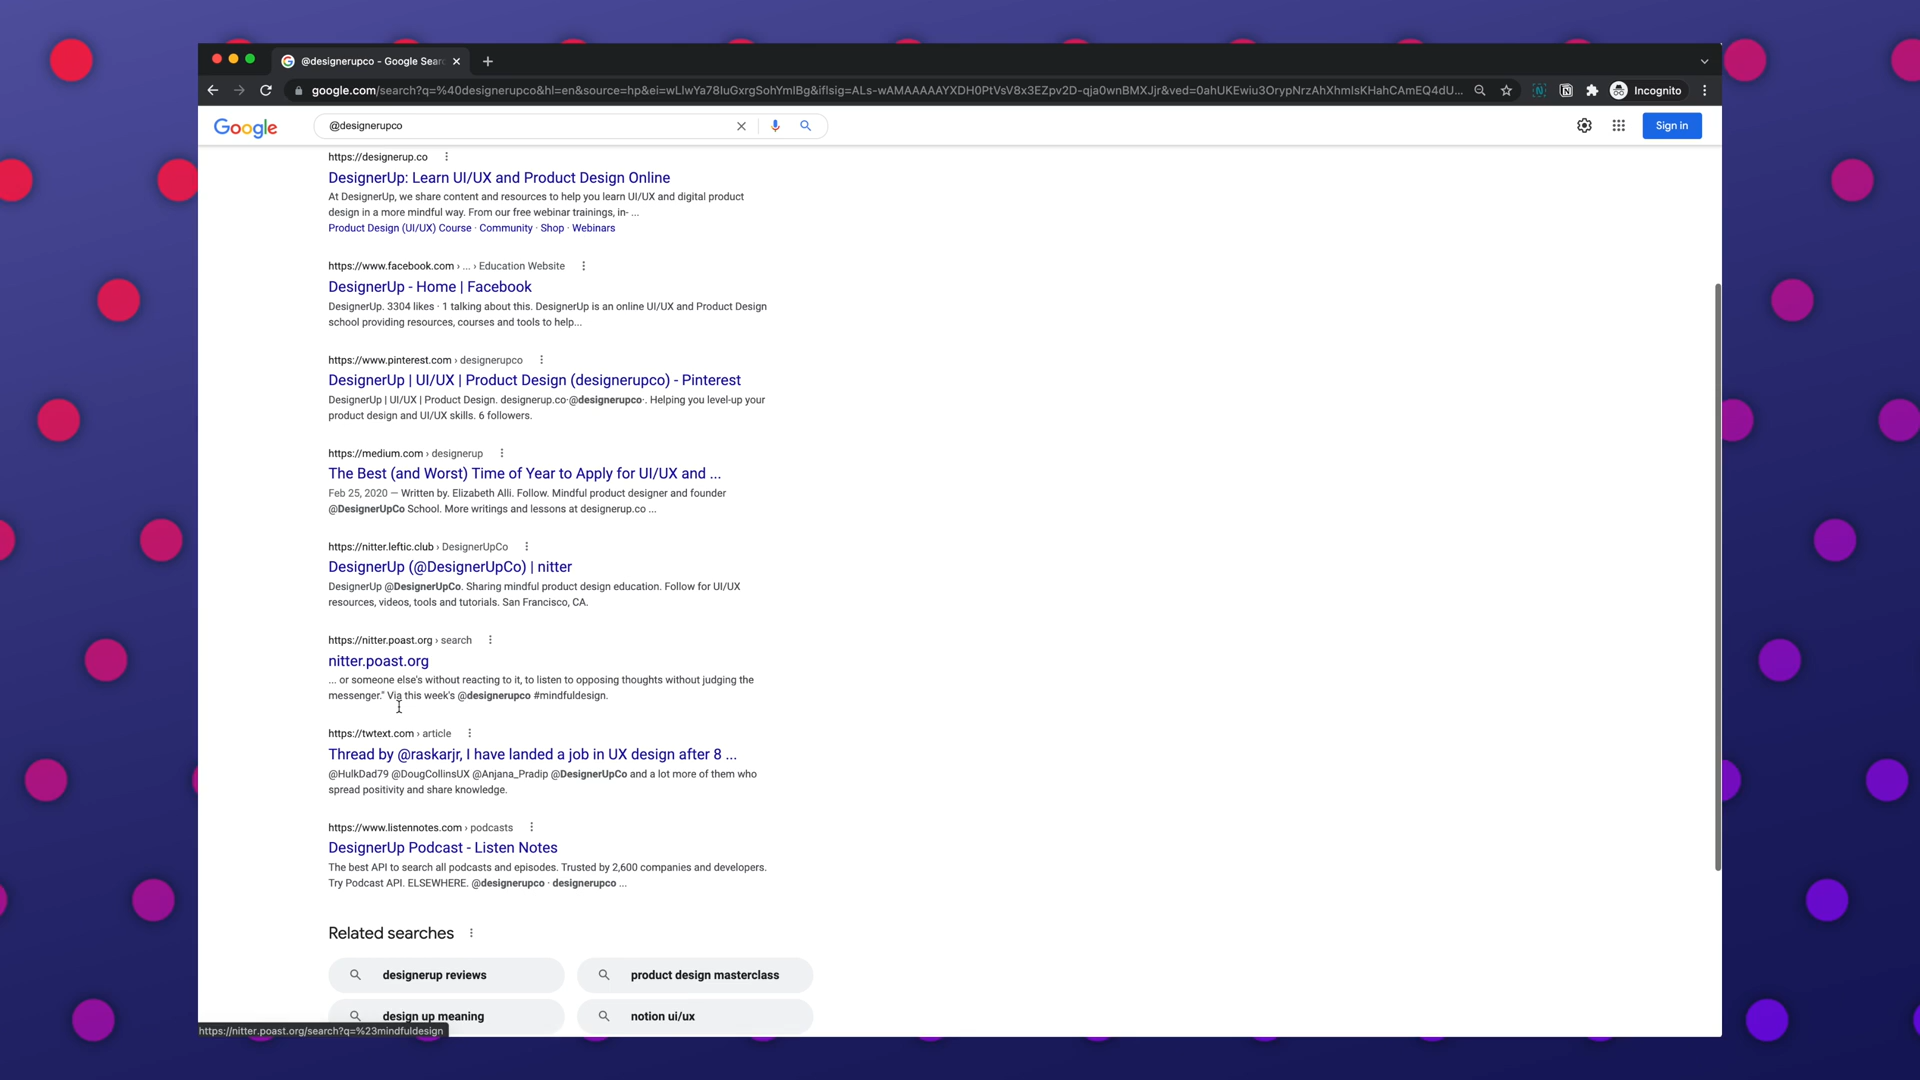 @designerupco - Google Sear
google.com/search?q=%40designerupco&hl=en&source=hp&ei=wLIwYa78IuGxrgSohYmIBg&iflsig=ALs-wAMAAAAAYXDH0PtVsV8x3EZpv2D-qja0wnBMXJjr&ved=0ahUKEwiu3OrypNrzAhXhmIsKHahCAmEQ4dU...
Incognito
Google
@designerupco
Sign in
https://designerup.co
DesignerUp: Learn UI/UX and Product Design Online
At DesignerUp, we share content and resources to help you learn UI/UX and digital product
design in a more mindful way. From our free webinar trainings, in- ...
Product Design (UI/UX) Course · Community · Shop · Webinars
https://www.facebook.com › ... › Education Website
DesignerUp - Home | Facebook
DesignerUp. 3304 likes · 1 talking about this. DesignerUp is an online UI/UX and Product Design
school providing resources, courses and tools to help...
https://www.pinterest.com › designerupco
DesignerUp | UI/UX | Product Design (designerupco) - Pinterest
DesignerUp | UI/UX | Product Design. designerup.co·@designerupco·. Helping you level-up your
product design and UI/UX skills. 6 followers.
https://medium.com › designerup
The Best (and Worst) Time of Year to Apply for UI/UX and ...
Feb 25, 2020 — Written by. Elizabeth Alli. Follow. Mindful product designer and founder
@DesignerUpCo School. More writings and lessons at designerup.co ...
https://nitter.leftic.club › DesignerUpCo
DesignerUp (@DesignerUpCo) | nitter
DesignerUp @DesignerUpCo. Sharing mindful product design education. Follow for UI/UX
resources, videos, tools and tutorials. San Francisco, CA.
https://nitter.poast.org › search
nitter.poast.org
... or someone else's without reacting to it, to listen to opposing thoughts without judging the
messenger." Via this week's @designerupco #mindfuldesign.
https://twtext.com › article
Thread by @raskarjr, I have landed a job in UX design after 8 ...
@HulkDad79 @DougCollinsUX @Anjana_Pradip @DesignerUpCo and a lot more of them who
spread positivity and share knowledge.
https://www.listennotes.com › podcasts
DesignerUp Podcast - Listen Notes
The best API to search all podcasts and episodes. Trusted by 2,600 companies and developers.
Try Podcast API. ELSEWHERE. @designerupco · designerupco ...
Related searches
designerup reviews
product design masterclass
design up meaning
notion ui/ux
https://nitter.poast.org/search?q=%23mindfuldesign